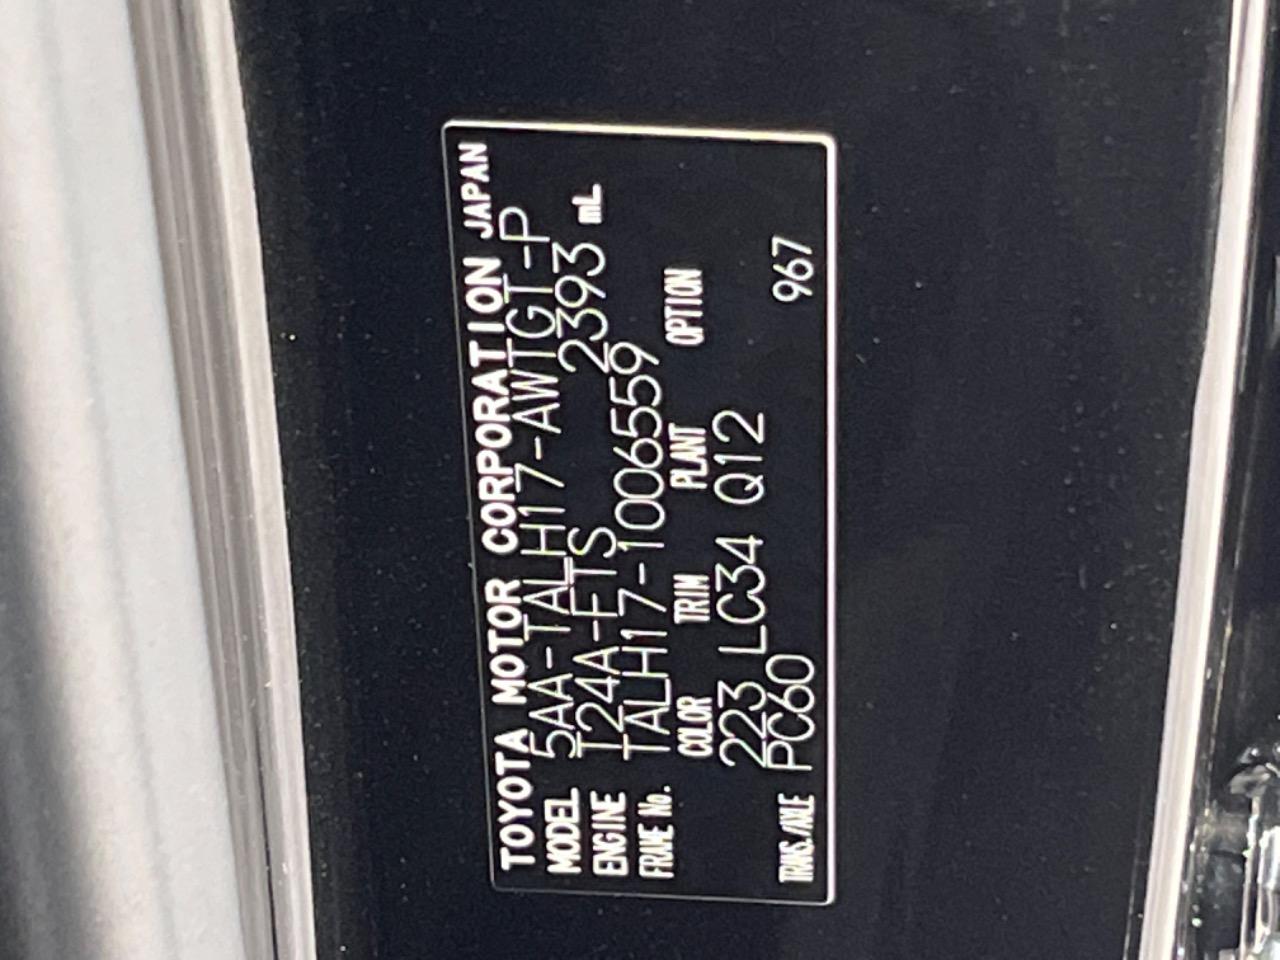 TOYOTA MOTOR CORPORATION JAPAN
MODEL 5AA-TALH17-AWTGT-P
ENGINE T24A-FTS 2393 mL
FRAME No. TALH17-1006559
COLOR TRIM PLANT OPTION
223 LC34 Q12
TRANS./AXLE PC60 967